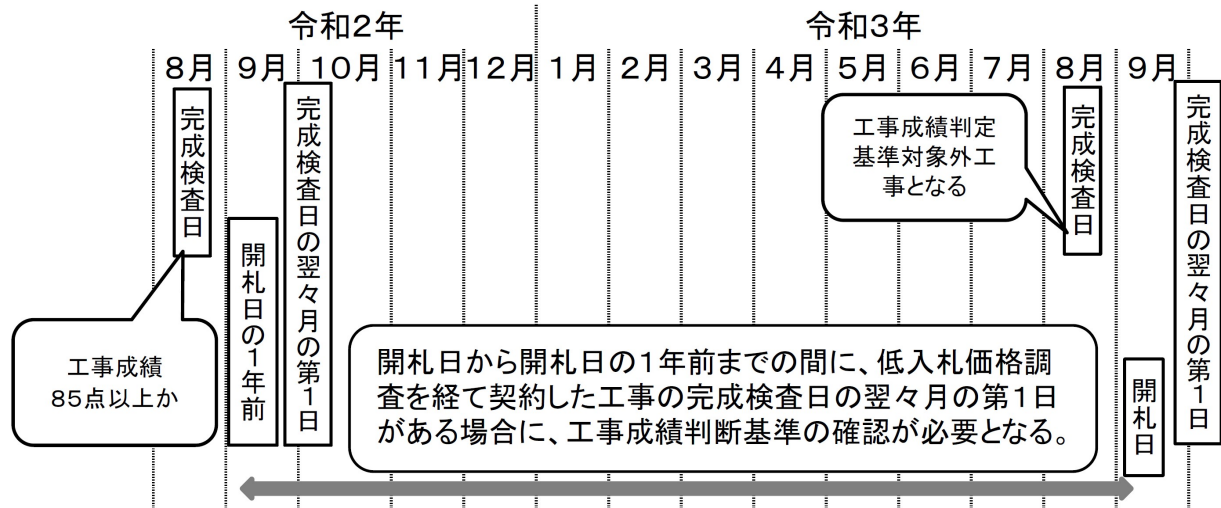 令和2年
令和3年
8月
9月
10月
11月
12月
1月
2月
3月
4月
5月
6月
7月
8月
9月
完成検査日
開札日の1年前
完成検査日の翌々月の第1日
工事成績判定
基準対象外工
事となる
完成検査日
完成検査日の翌々月の第1日
工事成績
85点以上か
開札日から開札日の1年前までの間に、低入札価格調
査を経て契約した工事の完成検査日の翌々月の第1日
がある場合に、工事成績判断基準の確認が必要となる。
開札日